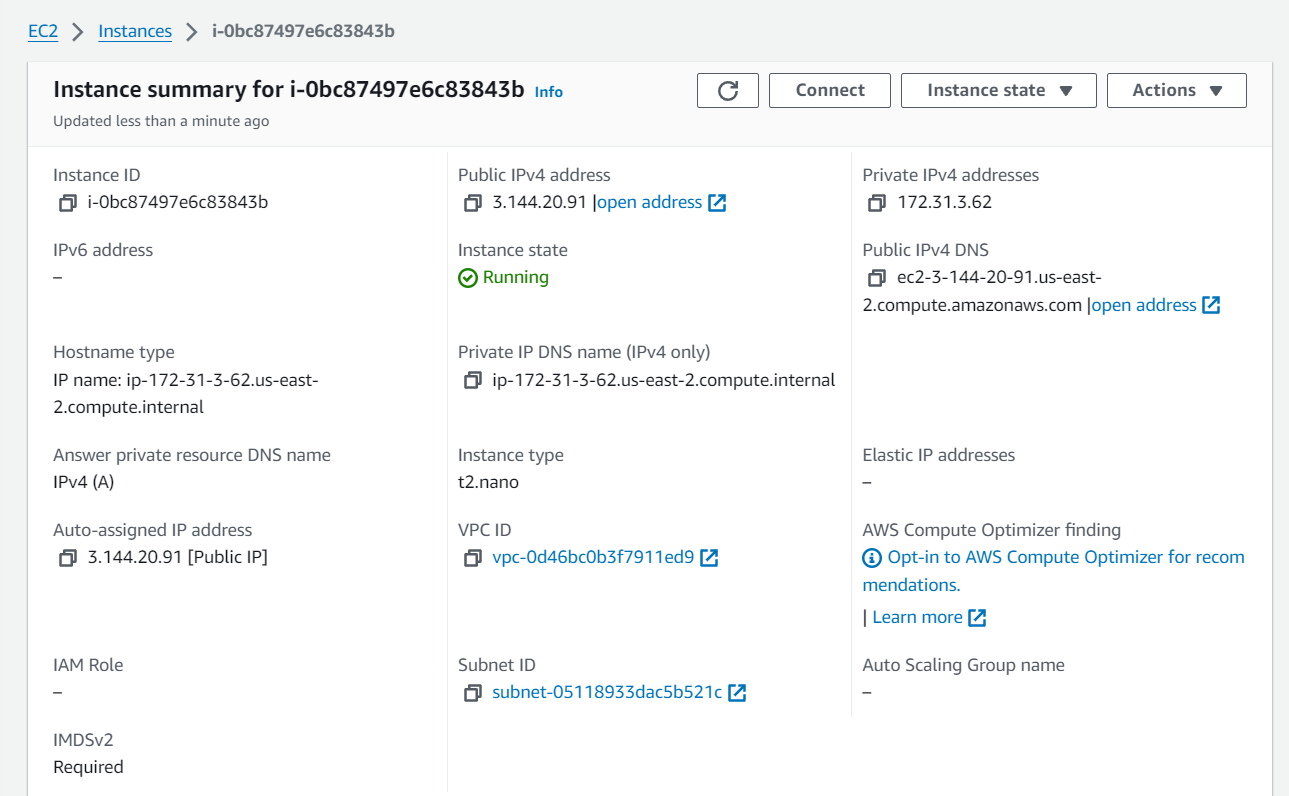 EC2 > Instances > i-0bc87497e6c83843b
Instance summary for i-0bc87497e6c83843b Info
Updated less than a minute ago
Connect
Instance state
Actions
Instance ID
i-0bc87497e6c83843b
Public IPv4 address
3.144.20.91 |open address
Private IPv4 addresses
172.31.3.62
IPv6 address
–
Instance state
Running
Public IPv4 DNS
ec2-3-144-20-91.us-east-
2.compute.amazonaws.com |open address
Hostname type
IP name: ip-172-31-3-62.us-east-
2.compute.internal
Private IP DNS name (IPv4 only)
ip-172-31-3-62.us-east-2.compute.internal
Answer private resource DNS name
IPv4 (A)
Instance type
t2.nano
Elastic IP addresses
–
Auto-assigned IP address
3.144.20.91 [Public IP]
VPC ID
vpc-0d46bc0b3f7911ed9
AWS Compute Optimizer finding
Opt-in to AWS Compute Optimizer for recom
mendations.
| Learn more
IAM Role
–
Subnet ID
subnet-05118933dac5b521c
Auto Scaling Group name
–
IMDSv2
Required